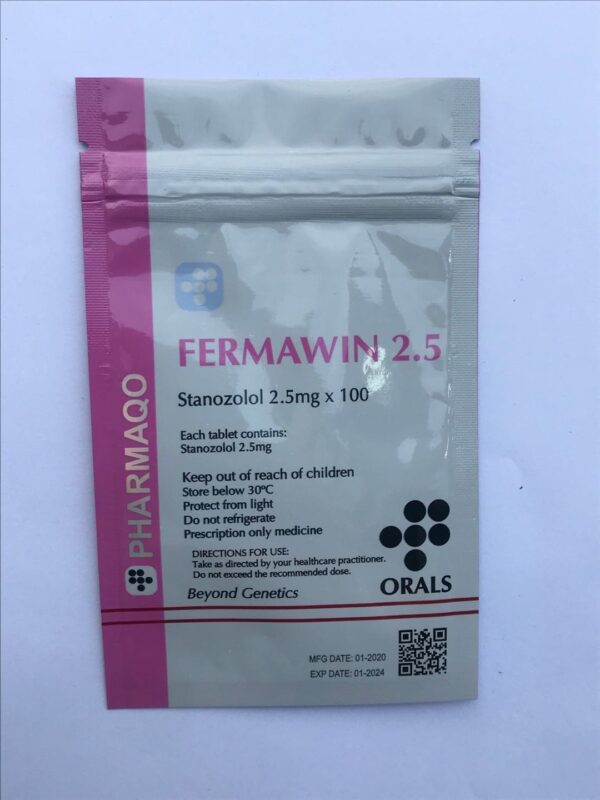 PHARMAQO
FERMAWIN 2.5
Stanozolol 2.5mg x 100
Each tablet contains:
Stanozolol 2.5mg
Keep out of reach of children
Store below 30ºC
Protect from light
Do not refrigerate
Prescription only medicine
DIRECTIONS FOR USE:
Take as directed by your healthcare practitioner.
Do not exceed the recommended dose.
Beyond Genetics
ORALS
MFG DATE: 01-2020
EXP DATE: 01-2024